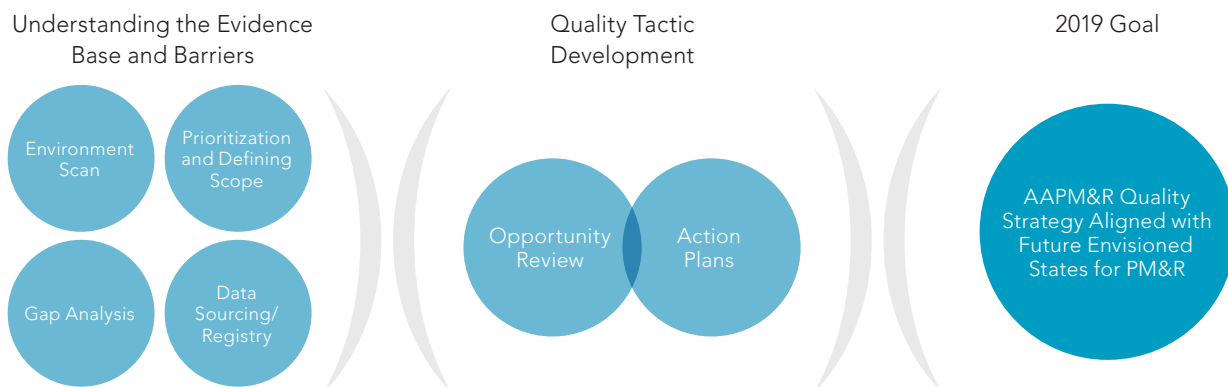 Understanding the Evidence
Base and Barriers
Environment
Scan
Prioritization
and Defining
Scope
Gap Analysis
Data
Sourcing/
Registry
Quality Tactic
Development
Opportunity
Review
Action
Plans
2019 Goal
AAPM&R Quality
Strategy Aligned with
Future Envisioned
States for PM&R